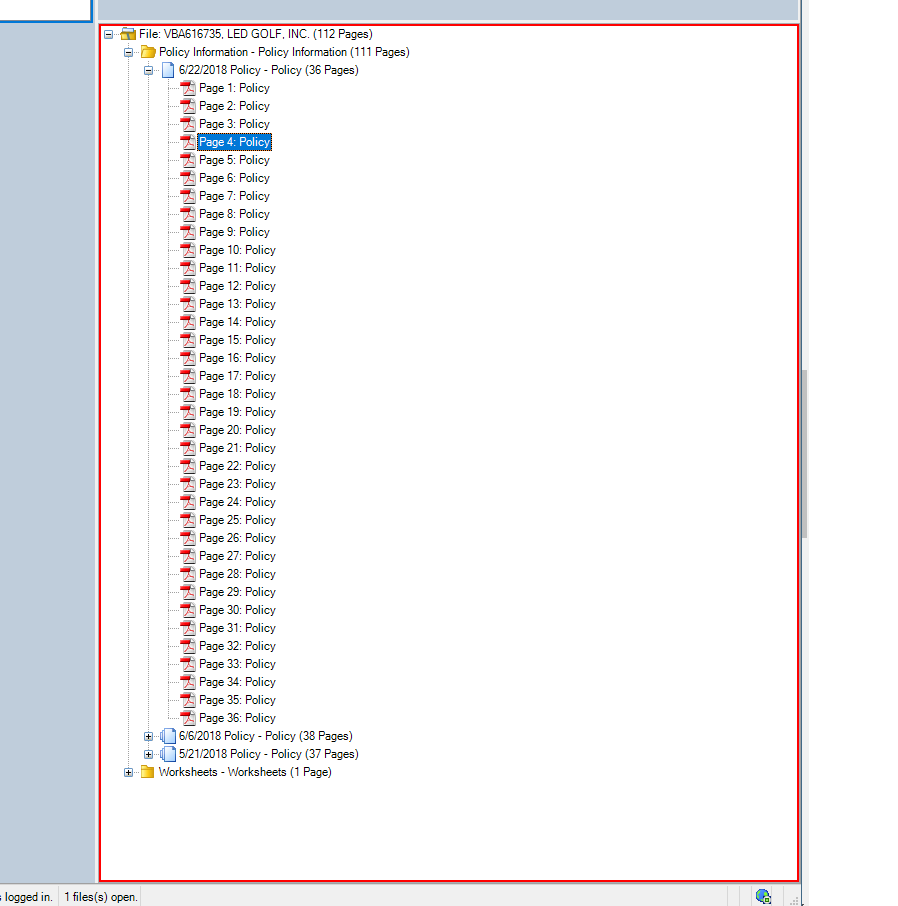 File: VBA616735, LED GOLF, INC. (112 Pages)
Policy Information - Policy Information (111 Pages)
6/22/2018 Policy - Policy (36 Pages)
Page 1: Policy
Page 2: Policy
Page 3: Policy
Page 4: Policy
Page 5: Policy
Page 6: Policy
Page 7: Policy
Page 8: Policy
Page 9: Policy
Page 10: Policy
Page 11: Policy
Page 12: Policy
Page 13: Policy
Page 14: Policy
Page 15: Policy
Page 16: Policy
Page 17: Policy
Page 18: Policy
Page 19: Policy
Page 20: Policy
Page 21: Policy
Page 22: Policy
Page 23: Policy
Page 24: Policy
Page 25: Policy
Page 26: Policy
Page 27: Policy
Page 28: Policy
Page 29: Policy
Page 30: Policy
Page 31: Policy
Page 32: Policy
Page 33: Policy
Page 34: Policy
Page 35: Policy
Page 36: Policy
6/6/2018 Policy - Policy (38 Pages)
5/21/2018 Policy - Policy (37 Pages)
Worksheets - Worksheets (1 Page)
logged in. 1 files(s) open.